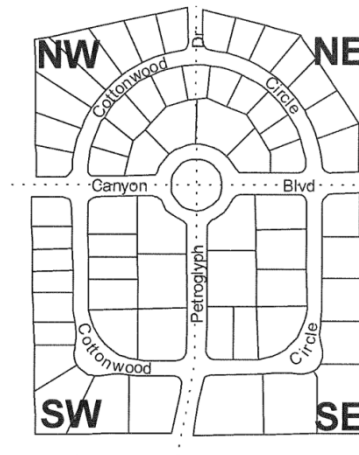 NW
Dr
NE
Cottonwood
Circle
Canyon
Blvd
Petroglyph
Cottonwood
Circle
SW
SE